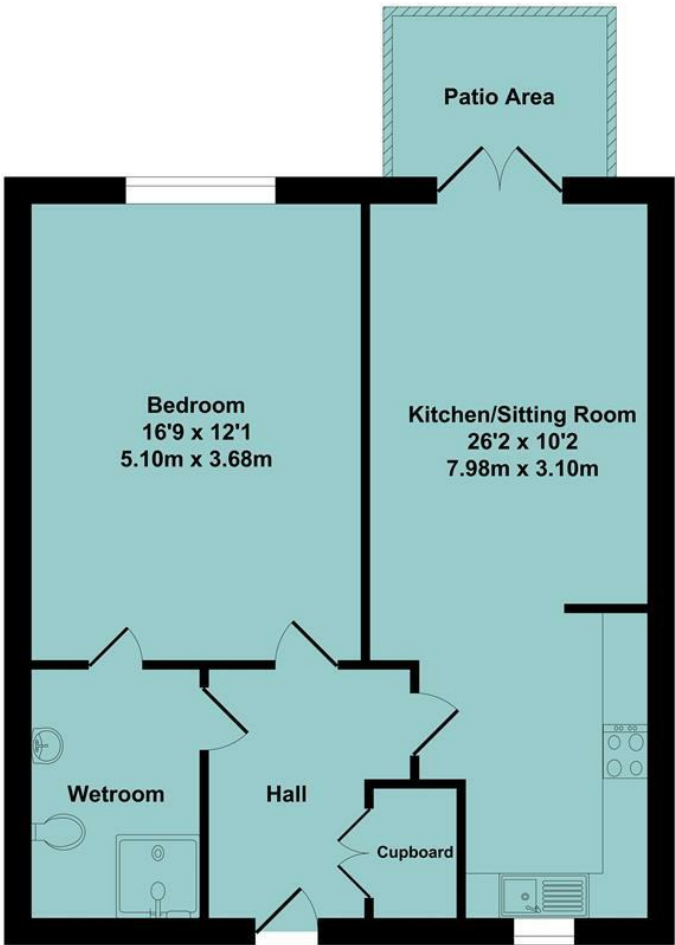 Patio Area
Bedroom
16'9 x 12'1
5.10m x 3.68m
Kitchen/Sitting Room
26'2 x 10'2
7.98m x 3.10m
Wetroom
Hall
Cupboard